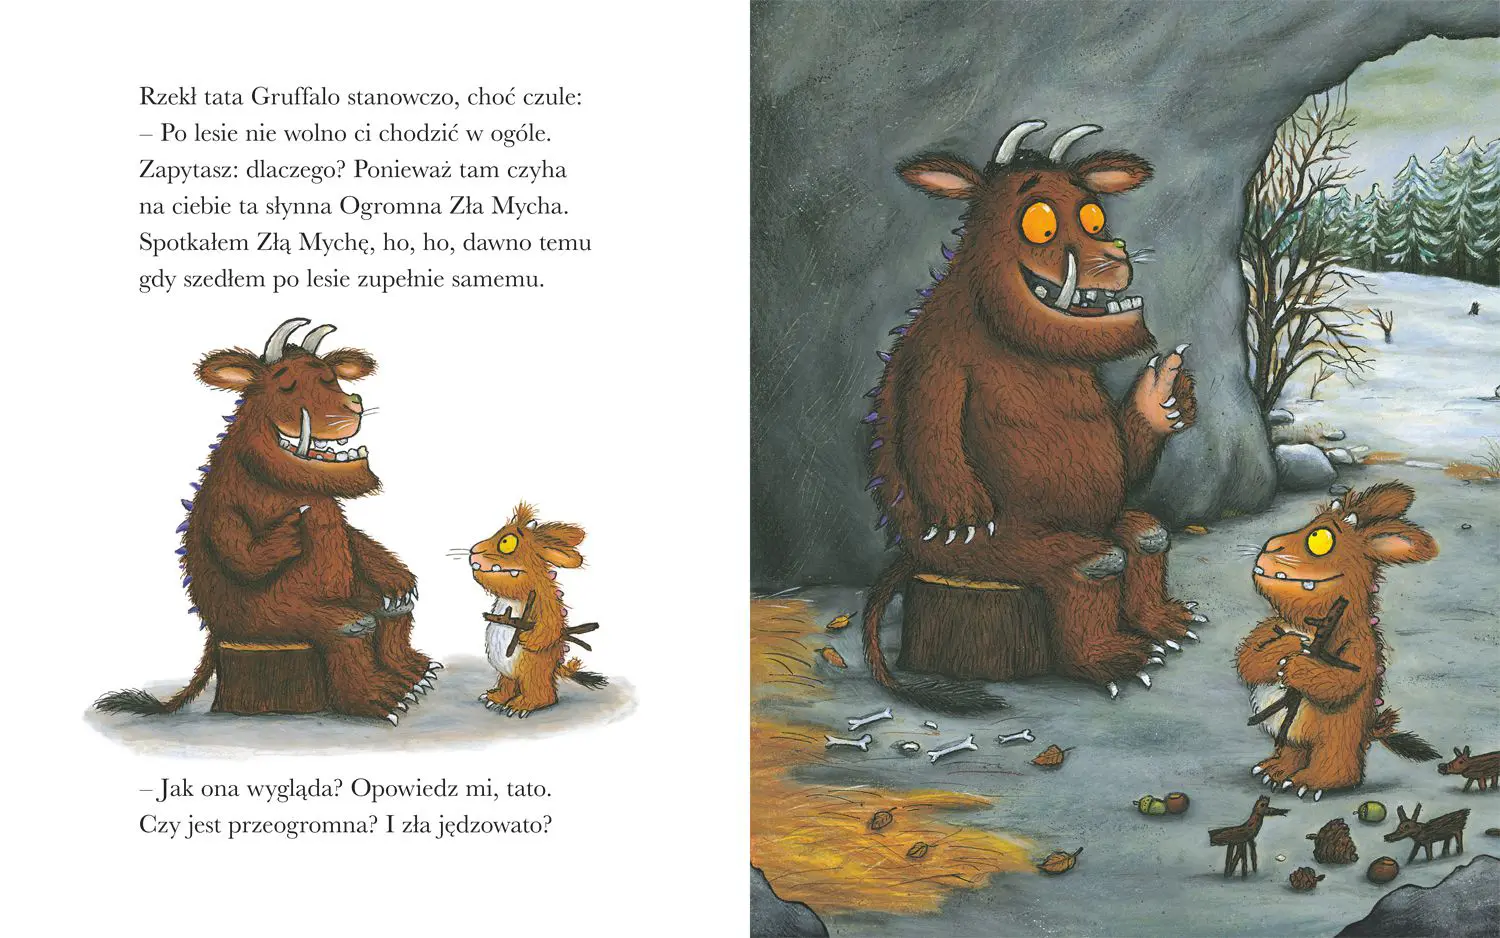 Rzekł tata Gruffalo stanowczo, choć czule:
– Po lesie nie wolno ci chodzić w ogóle.
Zapytasz: dlaczego? Ponieważ tam czyha
na ciebie ta słynna Ogromna Zła Mycha.
Spotkałem Złą Mychę, ho, ho, dawno temu
gdy szedłem po lesie zupełnie samemu.
– Jak ona wygląda? Opowiedz mi, tato.
Czy jest przeogromna? I zła jędzowato?